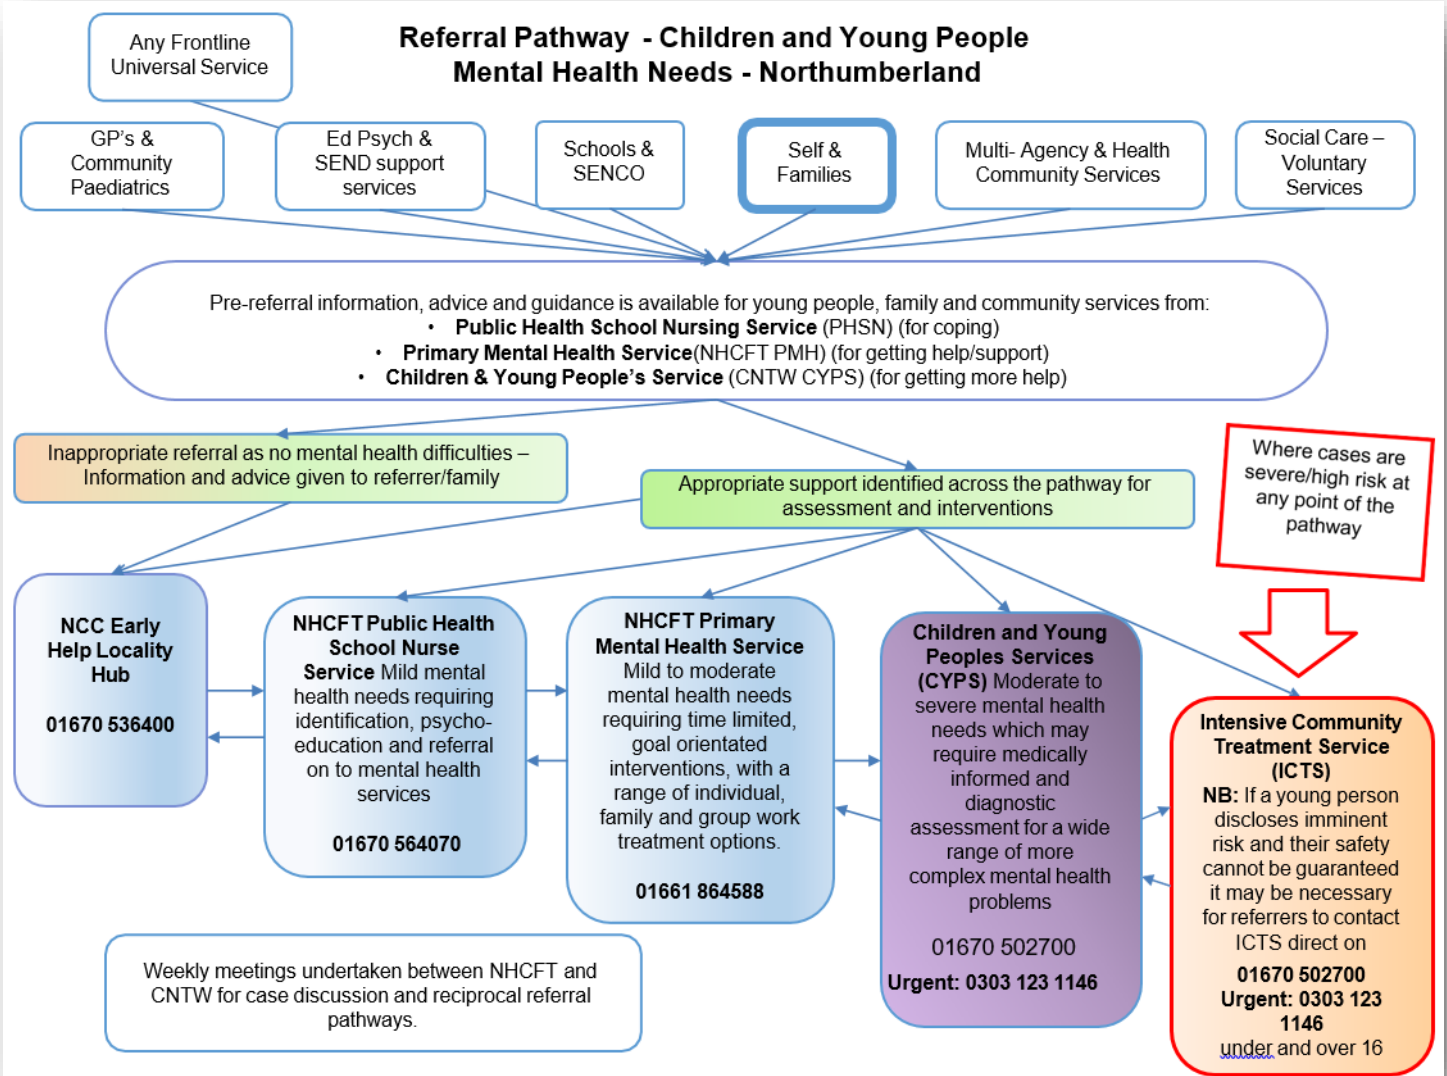 Referral Pathway - Children and Young People
Mental Health Needs - Northumberland
Any Frontline
Universal Service
GP's &
Community
Paediatrics
Ed Psych &
SEND support
services
Schools &
SENCO
Self &
Families
Multi- Agency & Health
Community Services
Social Care –
Voluntary
Services
Pre-referral information, advice and guidance is available for young people, family and community services from:
• Public Health School Nursing Service (PHSN) (for coping)
• Primary Mental Health Service(NHCFT PMH) (for getting help/support)
• Children & Young People's Service (CNTW CYPS) (for getting more help)
Inappropriate referral as no mental health difficulties –
Information and advice given to referrer/family
Appropriate support identified across the pathway for
assessment and interventions
Where cases are
severe/high risk at
any point of the
pathway
NCC Early
Help Locality
Hub
01670 536400
NHCFT Public Health
School Nurse
Service Mild mental
health needs requiring
identification, psycho-
education and referral
on to mental health
services
01670 564070
NHCFT Primary
Mental Health Service
Mild to moderate
mental health needs
requiring time limited,
goal orientated
interventions, with a
range of individual,
family and group work
treatment options.
01661 864588
Children and Young
Peoples Services
(CYPS) Moderate to
severe mental health
needs which may
require medically
informed and
diagnostic
assessment for a wide
range of more
complex mental health
problems
01670 502700
Urgent: 0303 123 1146
Intensive Community
Treatment Service
(ICTS)
NB: If a young person
discloses imminent
risk and their safety
cannot be guaranteed
it may be necessary
for referrers to contact
ICTS direct on
01670 502700
Urgent: 0303 123
1146
under and over 16
Weekly meetings undertaken between NHCFT and
CNTW for case discussion and reciprocal referral
pathways.